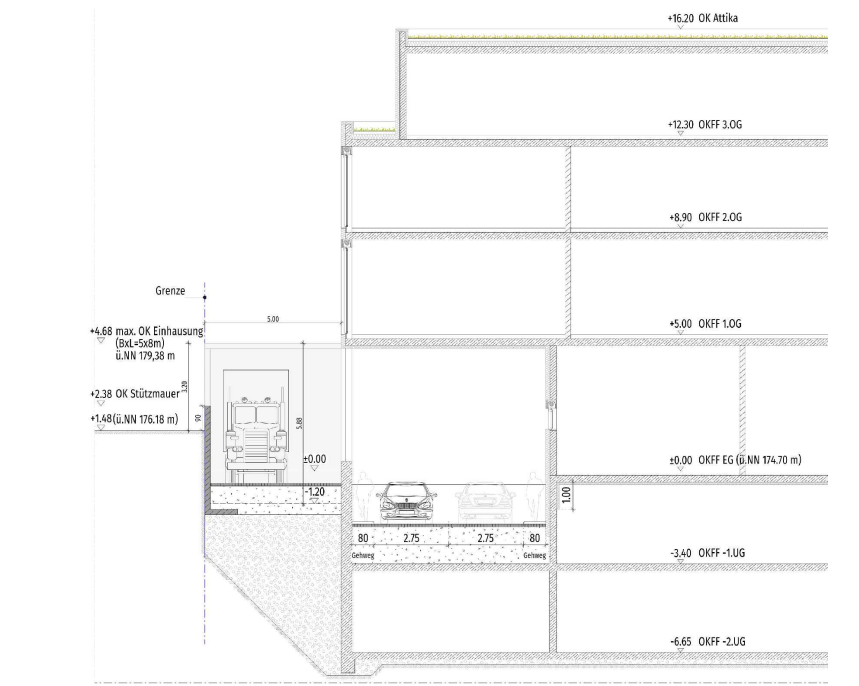 +16.20 OK Attika
+12.30 OKFF 3.OG
+8.90 OKFF 2.OG
Grenze
5.00
+5.00 OKFF 1.OG
+4.68 max. OK Einhausung
(BxL=5x8m)
ü.NN 179,38 m
3.20
+2.38 OK Stützmauer
90
+1.48 (ü.NN 176.18 m)
5.88
±0.00
±0.00 OKFF EG (ü.NN 174.70 m)
-1.20
1.00
80 2.75 2.75 80
Gehweg Gehweg
-3.40 OKFF -1.UG
-6.65 OKFF -2.UG